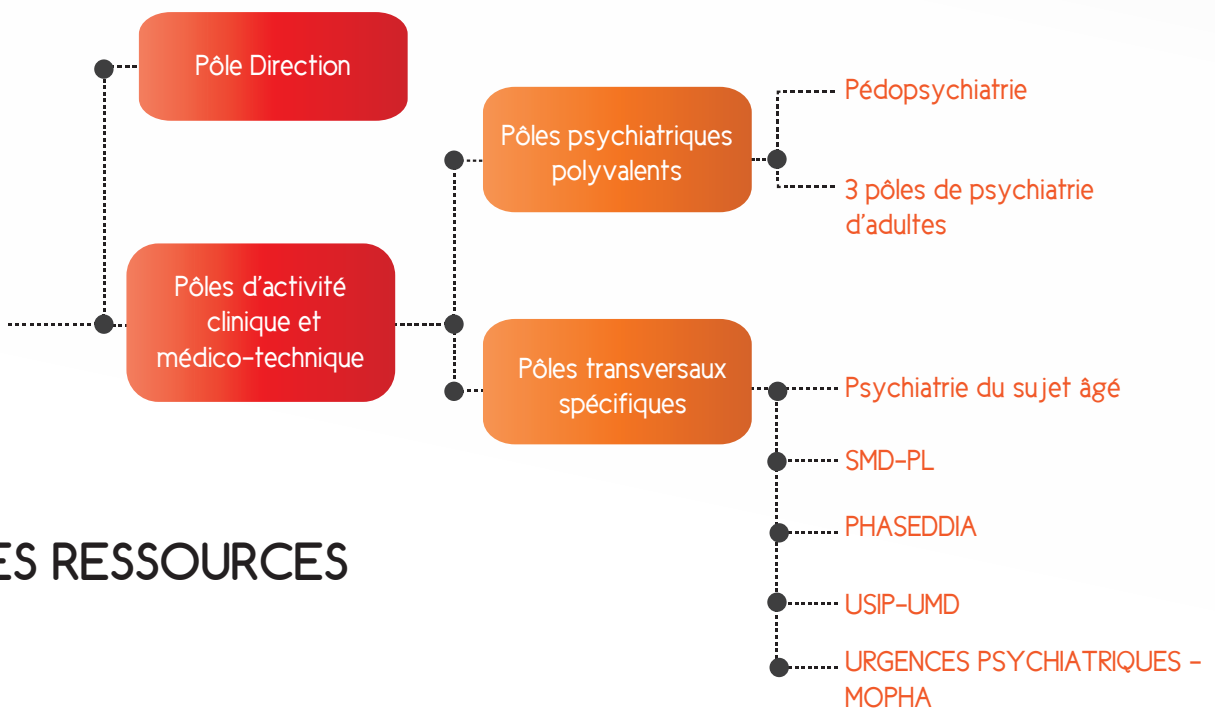 Pôle Direction
Pôles d'activité
clinique et
médico-technique
Pôles psychiatriques
polyvalents
Pédopsychiatrie
3 pôles de psychiatrie
d'adultes
Pôles transversaux
spécifiques
Psychiatrie du sujet âgé
SMD-PL
PHASEDDIA
USIP-UMD
URGENCES PSYCHIATRIQUES -
MOPHA
ES RESSOURCES